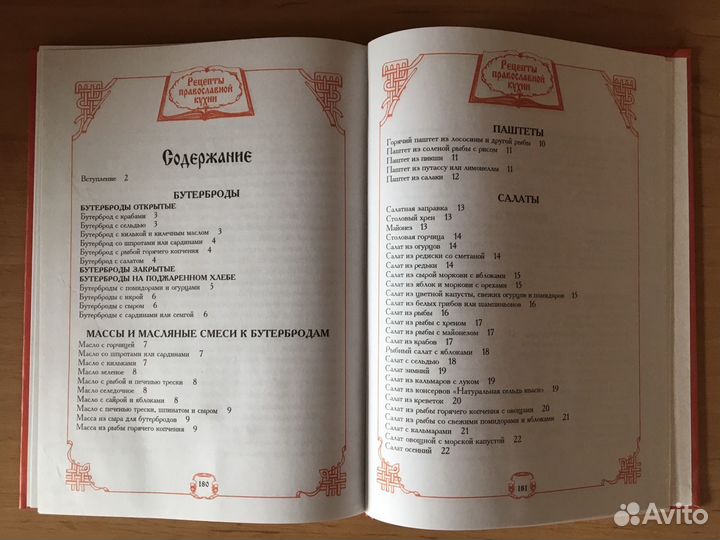 Рецепты
православной
кухни
Содержание
Вступление 2
БУТЕРБРОДЫ
БУТЕРБРОДЫ ОТКРЫТЫЕ
Бутерброд с крабами 3
Бутерброд с сельдью 3
Бутерброд с килькой и килечным маслом 3
Бутерброд со шпротами или сардинами 4
Бутерброд с рыбой горячего копчения 4
Бутерброд с салатом 4
БУТЕРБРОДЫ ЗАКРЫТЫЕ
БУТЕРБРОДЫ НА ПОДЖАРЕННОМ ХЛЕБЕ
Бутерброды с помидорами и огурцами 5
Бутерброды с икрой 6
Бутерброды с сыром 6
Бутерброды с сардинами или семгой 6
МАССЫ И МАСЛЯНЫЕ СМЕСИ К БУТЕРБРОДАМ
Масло с горчицей 7
Масло со шпротами или сардинами 7
Масло с кильками 7
Масло зеленое 8
Масло с рыбой и печенью трески 8
Масло селедочное 8
Масло с сайрой и яблоками 8
Масло с печенью трески, шпинатом и сыром 9
Масса из сыра для бутербродов 9
Масса из рыбы горячего копчения 9
180
Рецепты
православной
кухни
ПАШТЕТЫ
Горячий паштет из лососины и другой рыбы 10
Паштет из соленой рыбы с рисом 11
Паштет из пикши 11
Паштет из путассу или лимонеллы 11
Паштет из салаки 12
САЛАТЫ
Салатная заправка 13
Столовый хрен 13
Майонез 13
Столовая горчица 14
Салат из огурцов 14
Салат из редиски со сметаной 14
Салат из редьки 14
Салат из сырой моркови с яблоками 15
Салат из яблок и моркови с орехами 15
Салат из цветной капусты, свежих огурцов и помидоров 15
Салат из белых грибов или шампиньонов 16
Салат из рыбы 16
Салат из рыбы с хреном 17
Салат из рыбы с майонезом 17
Салат из крабов 17
Рыбный салат с яблоками 18
Салат с сельдью 18
Салат зимний 18
Салат из кальмаров с луком 19
Салат из консервов «Натуральная сельдь иваси» 19
Салат из креветок 20
Салат из рыбы горячего копчения с овощами 20
Салат из рыбы со свежими помидорами и яблоками 21
Салат с кальмарами 21
Салат овощной с морской капустой 22
Салат осенний 22
181
Avito